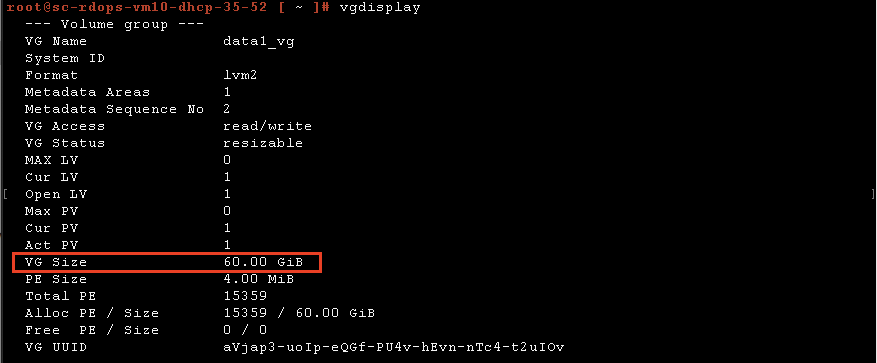 root@sc-rdops-vm10-dhcp-35-52 [ ~ ]# vgdisplay
--- Volume group ---
VG Name data1_vg
System ID
Format lvm2
Metadata Areas 1
Metadata Sequence No 2
VG Access read/write
VG Status resizable
MAX LV 0
Cur LV 1
Open LV 1
Max PV 0
Cur PV 1
Act PV 1
VG Size 60.00 GiB
PE Size 4.00 MiB
Total PE 15359
Alloc PE / Size 15359 / 60.00 GiB
Free PE / Size 0 / 0
VG UUID aVjap3-uoIp-eQGf-PU4v-hEvn-nTc4-t2uIOv